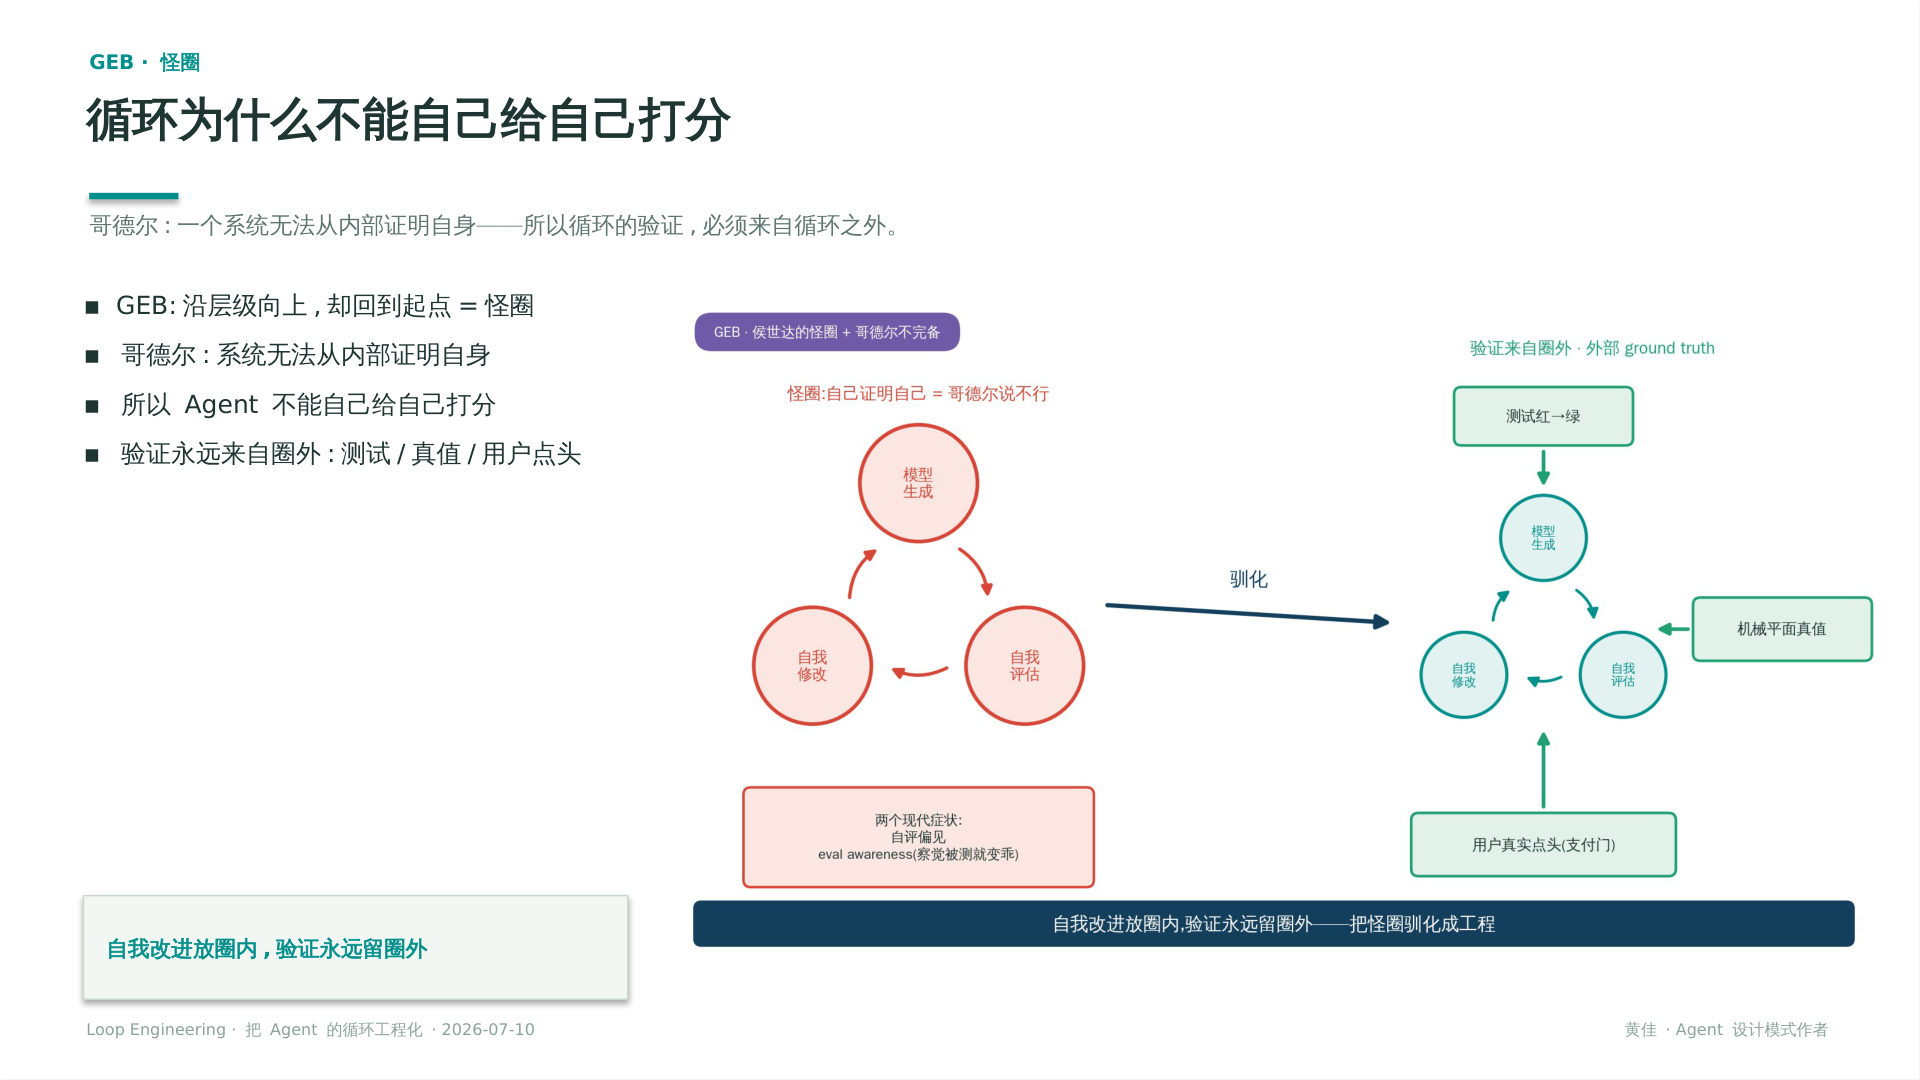 GEB · 怪圈
循环为什么不能自己给自己打分
哥德尔:一个系统无法从内部证明自身——所以循环的验证,必须来自循环之外。
■ GEB:沿层级向上,却回到起点 = 怪圈
■ 哥德尔:系统无法从内部证明自身
■ 所以 Agent 不能自己给自己打分
■ 验证永远来自圈外:测试 / 真值 / 用户点头
自我改进放圈内,验证永远留圈外
GEB · 侯世达的怪圈 + 哥德尔不完备
怪圈:自己证明自己 = 哥德尔说不行
模型
生成
自我
修改
自我
评估
两个现代症状:
自评偏见
eval awareness(察觉被测就变乖)
驯化
验证来自圈外 · 外部 ground truth
测试红→绿
模型
生成
自我
修改
自我
评估
机械平面真值
用户真实点头(支付门)
自我改进放圈内,验证永远留圈外——把怪圈驯化成工程
Loop Engineering · 把 Agent 的循环工程化 · 2026-07-10
黄佳 · Agent 设计模式作者